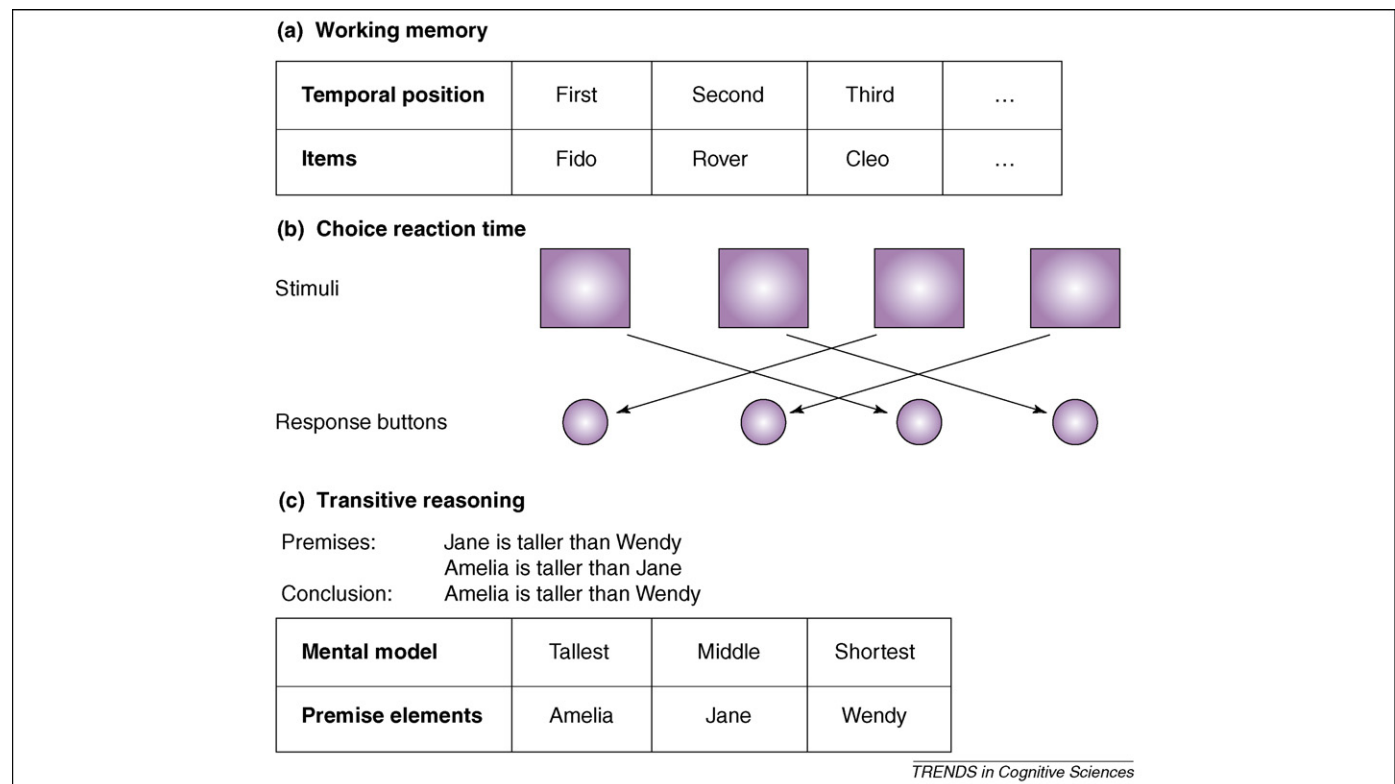 (a) Working memory
Temporal position First Second Third …
Items Fido Rover Cleo …
(b) Choice reaction time
Stimuli
Response buttons
(c) Transitive reasoning
Premises: Jane is taller than Wendy
Amelia is taller than Jane
Conclusion: Amelia is taller than Wendy
Mental model Tallest Middle Shortest
Premise elements Amelia Jane Wendy
TRENDS in Cognitive Sciences